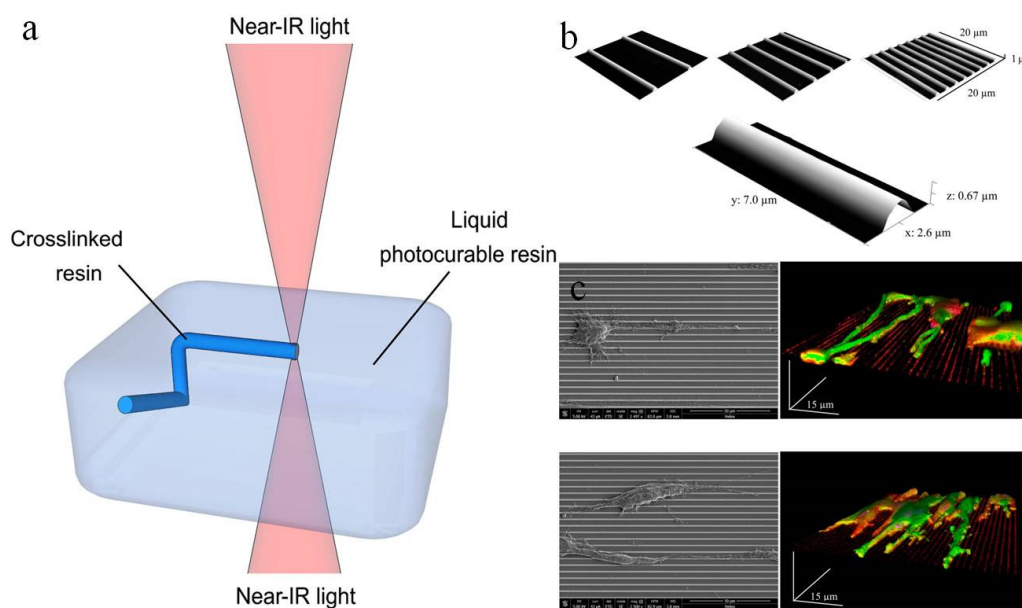 a
Near-IR light
Crosslinked
resin
Liquid
photocurable resin
Near-IR light
b
20 µm
1 µ
20 µm
y: 7.0 µm
z: 0.67 µm
x: 2.6 µm
c
15 µm
15 µm